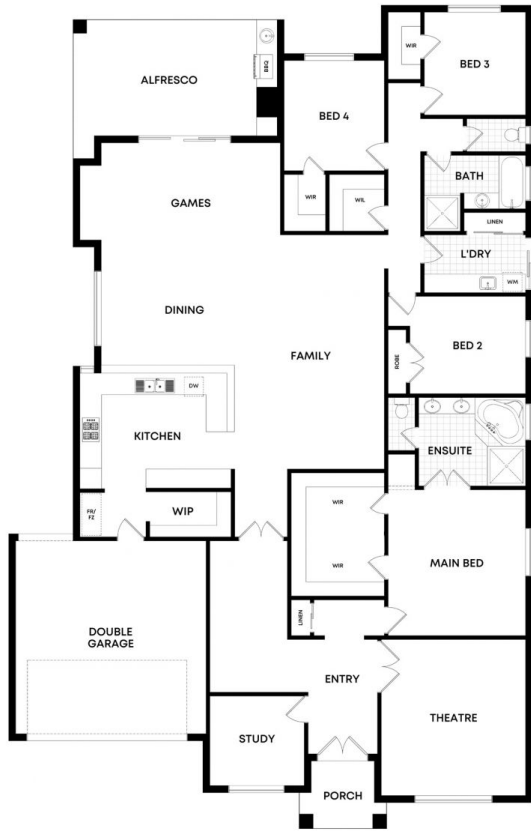 WIR
BED 3
BBQ
ALFRESCO
BED 4
BATH
WIR
WIL
GAMES
LINEN
L'DRY
WM
DINING
BED 2
FAMILY
ROBE
DW
KITCHEN
ENSUITE
FR/
FZ
WIP
WIR
WIR
MAIN BED
LINEN
DOUBLE
GARAGE
ENTRY
THEATRE
STUDY
PORCH